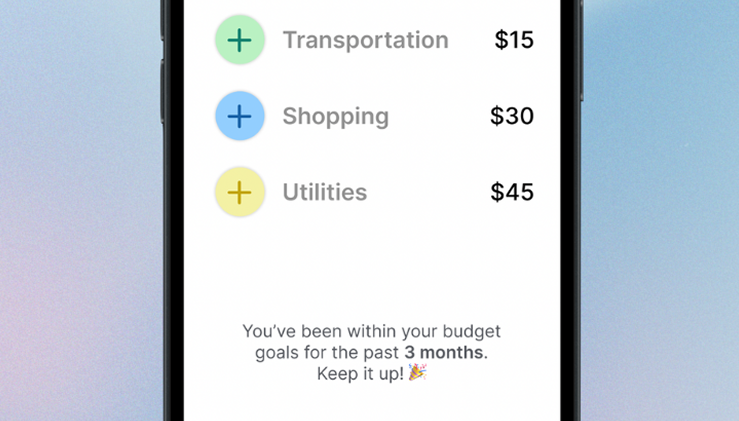 Transportation $15
Shopping $30
Utilities $45
You’ve been within your budget
goals for the past 3 months.
Keep it up! 🎉